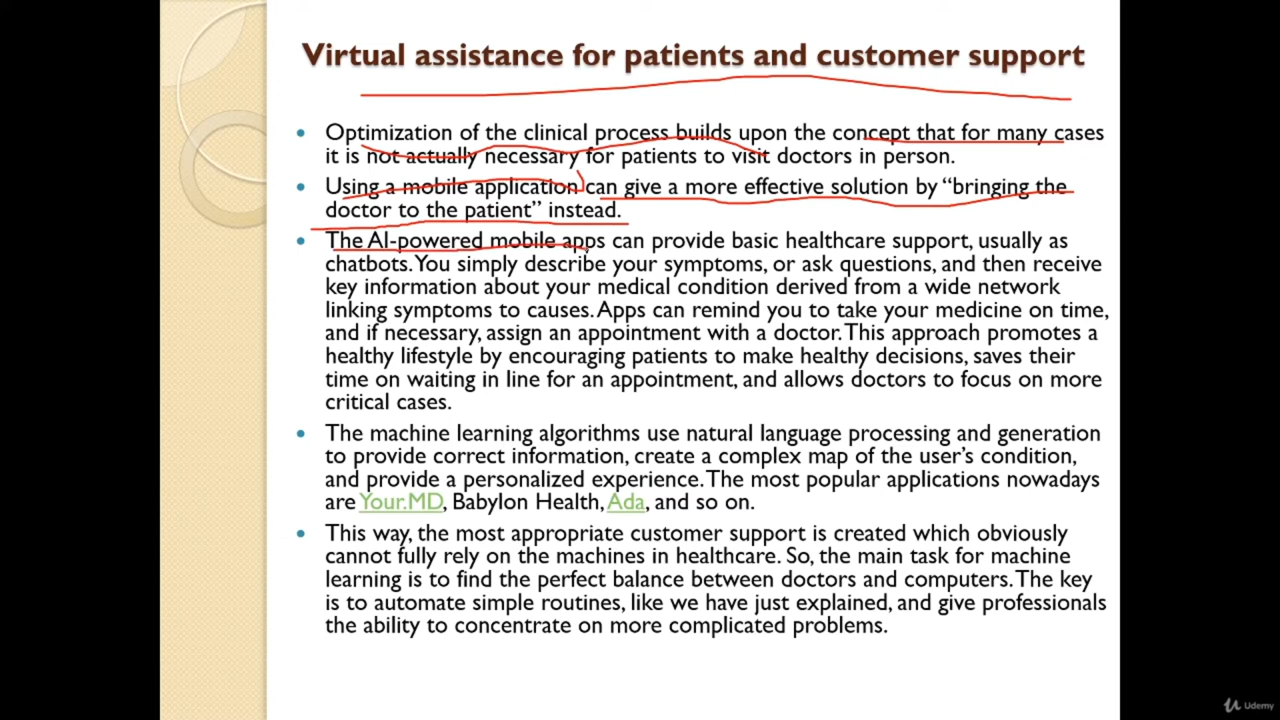 Virtual assistance for patients and customer support
• Optimization of the clinical process builds upon the concept that for many cases
it is not actually necessary for patients to visit doctors in person.
• Using a mobile application can give a more effective solution by “bringing the
doctor to the patient” instead.
• The AI-powered mobile apps can provide basic healthcare support, usually as
chatbots. You simply describe your symptoms, or ask questions, and then receive
key information about your medical condition derived from a wide network
linking symptoms to causes. Apps can remind you to take your medicine on time,
and if necessary, assign an appointment with a doctor. This approach promotes a
healthy lifestyle by encouraging patients to make healthy decisions, saves their
time on waiting in line for an appointment, and allows doctors to focus on more
critical cases.
• The machine learning algorithms use natural language processing and generation
to provide correct information, create a complex map of the user’s condition,
and provide a personalized experience. The most popular applications nowadays
are Your.MD, Babylon Health, Ada, and so on.
• This way, the most appropriate customer support is created which obviously
cannot fully rely on the machines in healthcare. So, the main task for machine
learning is to find the perfect balance between doctors and computers. The key
is to automate simple routines, like we have just explained, and give professionals
the ability to concentrate on more complicated problems.
Udemy